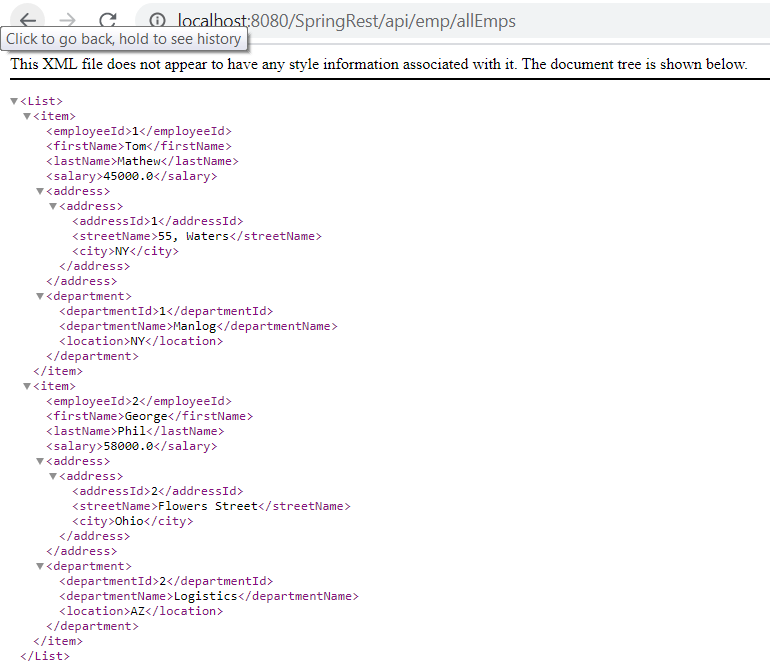 localhost:8080/SpringRest/api/emp/allEmps
Click to go back, hold to see history
This XML file does not appear to have any style information associated with it. The document tree is shown below.
▼<List>
▼<item>
<employeeId>1</employeeId>
<firstName>Tom</firstName>
<lastName>Mathew</lastName>
<salary>45000.0</salary>
▼<address>
▼<address>
<addressId>1</addressId>
<streetName>55, Waters</streetName>
<city>NY</city>
</address>
</address>
▼<department>
<departmentId>1</departmentId>
<departmentName>Manlog</departmentName>
<location>NY</location>
</department>
</item>
▼<item>
<employeeId>2</employeeId>
<firstName>George</firstName>
<lastName>Phil</lastName>
<salary>58000.0</salary>
▼<address>
▼<address>
<addressId>2</addressId>
<streetName>Flowers Street</streetName>
<city>Ohio</city>
</address>
</address>
▼<department>
<departmentId>2</departmentId>
<departmentName>Logistics</departmentName>
<location>AZ</location>
</department>
</item>
</List>